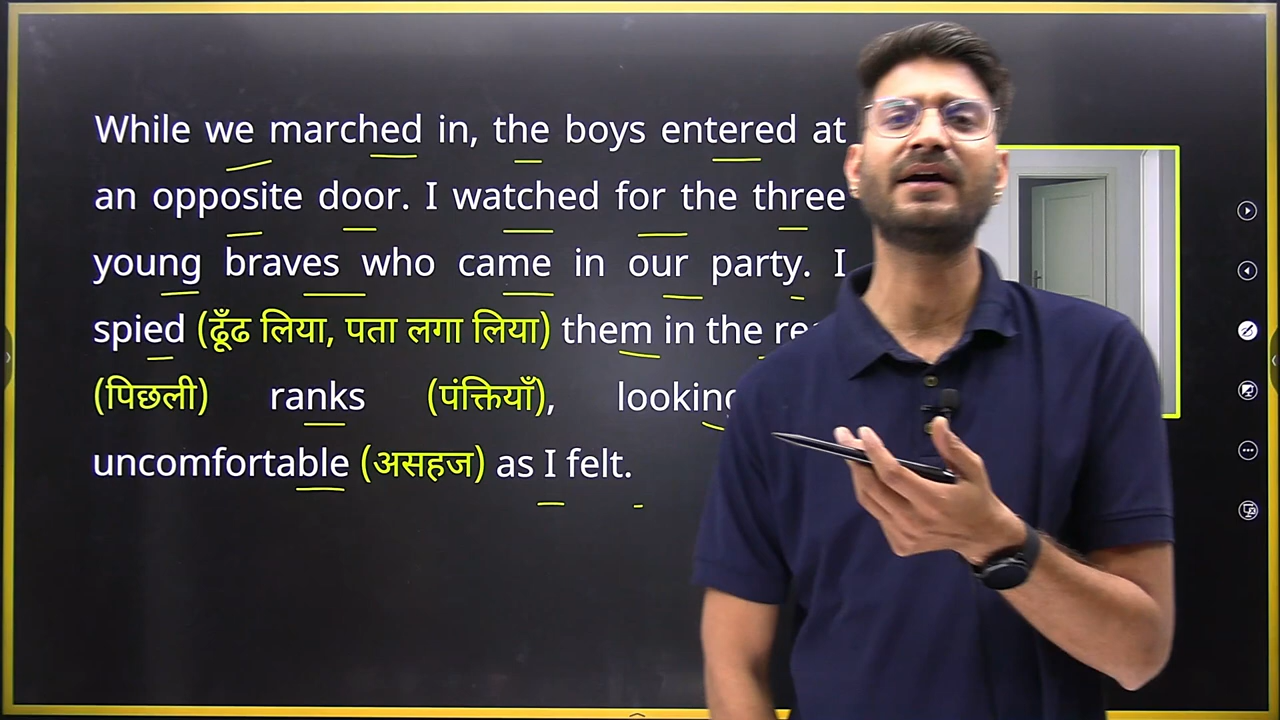 While we marched in, the boys entered at
an opposite door. I watched for the three
young braves who came in our party. I
spied (ढूँढ लिया, पता लगा लिया) them in the
(पिछली) ranks (पंक्तियाँ), looking
uncomfortable (असहज) as I felt.